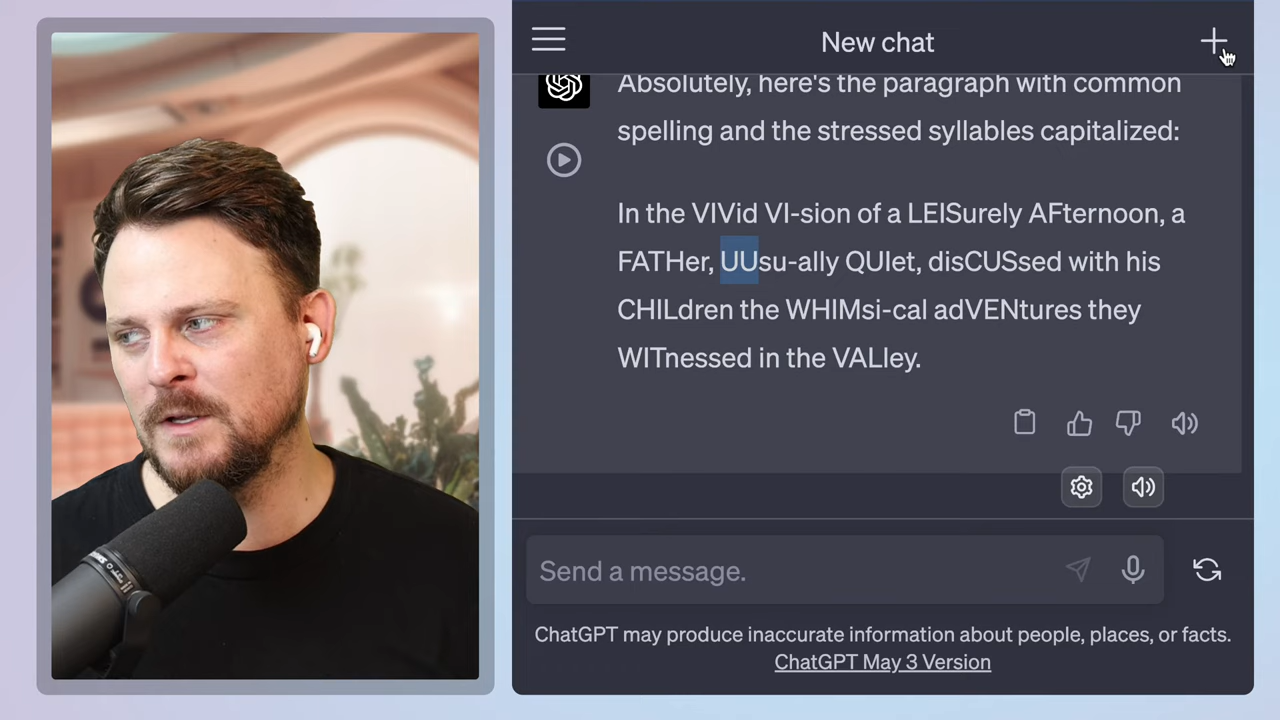 New chat
Absolutely, here's the paragraph with common
spelling and the stressed syllables capitalized:
In the VIVid VI-sion of a LEISurely AFternoon, a
FATHer, UUsu-ally QUIet, disCUSsed with his
CHILdren the WHIMsi-cal adVENtures they
WITnessed in the VALley.
Send a message.
ChatGPT may produce inaccurate information about people, places, or facts.
ChatGPT May 3 Version